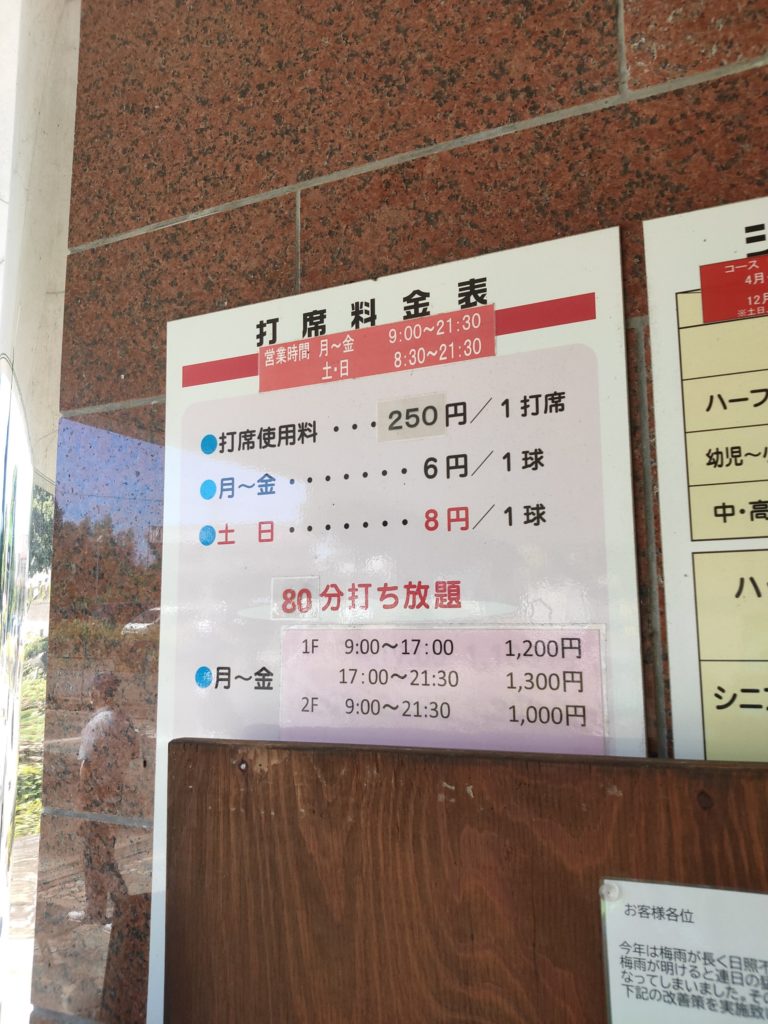 打席料金表
営業時間 月～金 9:00～21:30
土・日 8:30～21:30
●打席使用料・・・250円／1打席
●月～金・・・・・・・6円／1球
●土 日・・・・・・・8円／1球
80分打ち放題
●月～金
1F 9:00～17:00 1,200円
17:00～21:30 1,300円
2F 9:00～21:30 1,000円
コース
4月
12月
※土日
ハーフ
幼児～小
中・高
ハ
シニア
お客様各位
今年は梅雨が長く日照不
梅雨が明けると連日の
なってしまいました。その
下記の改善策を実施致